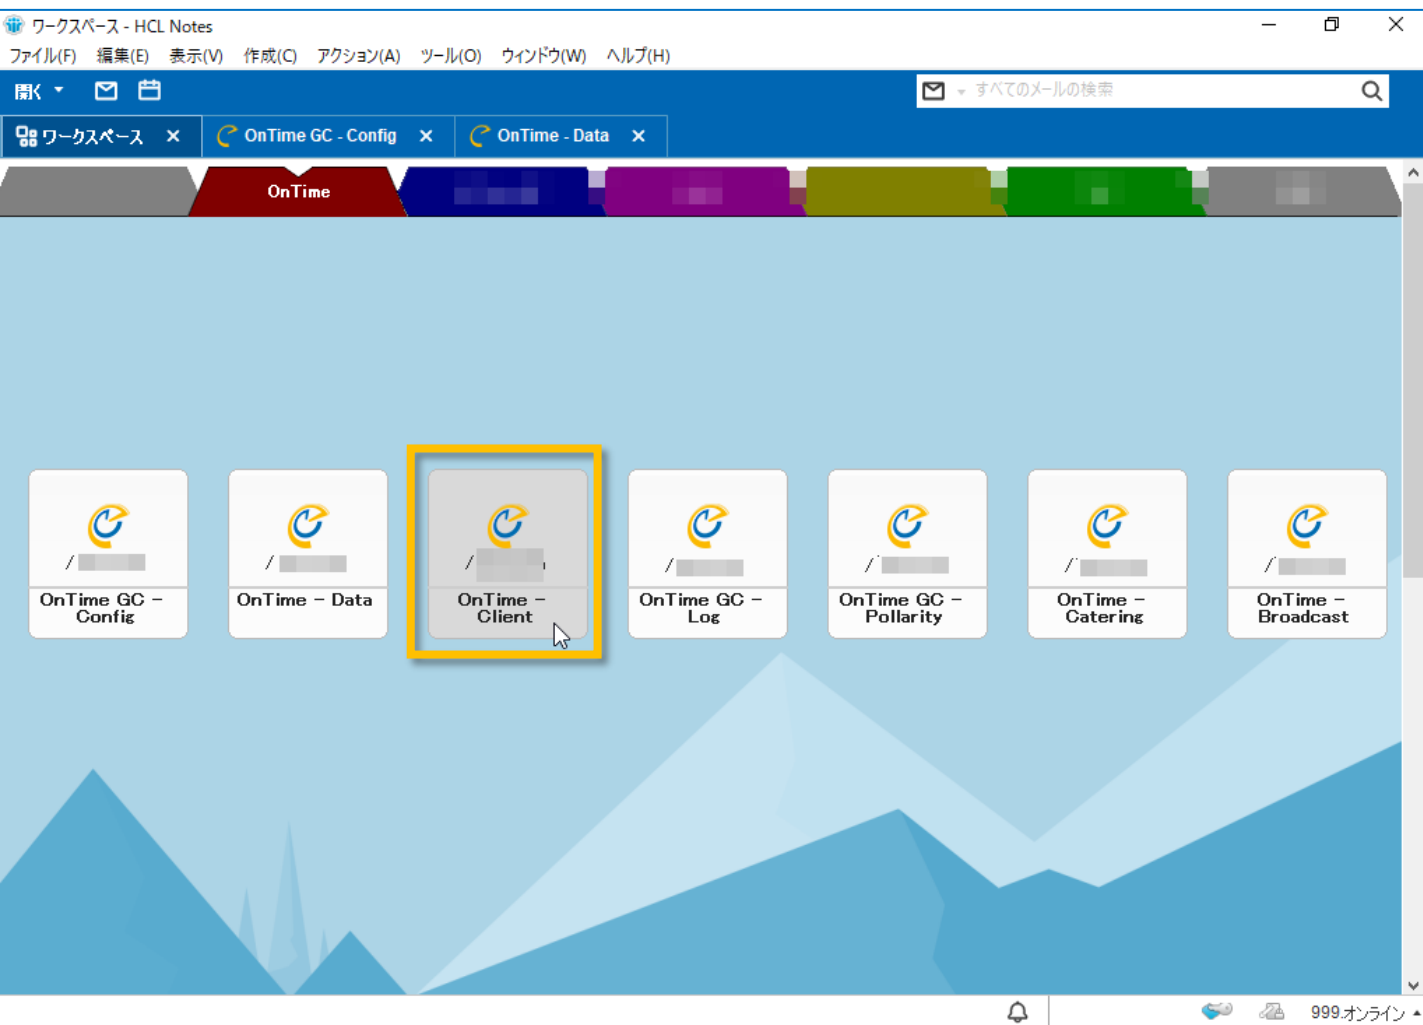 ワークスペース - HCL Notes
ファイル(F) 編集(E) 表示(V) 作成(C) アクション(A) ツール(O) ウィンドウ(W) ヘルプ(H)
開く すべてのメールの検索
ワークスペース OnTime GC - Config OnTime - Data
OnTime
/ / / / / / /
OnTime GC -
Config
OnTime - Data
OnTime -
Client
OnTime GC -
Log
OnTime GC -
Pollarity
OnTime -
Catering
OnTime -
Broadcast
999.オンライン